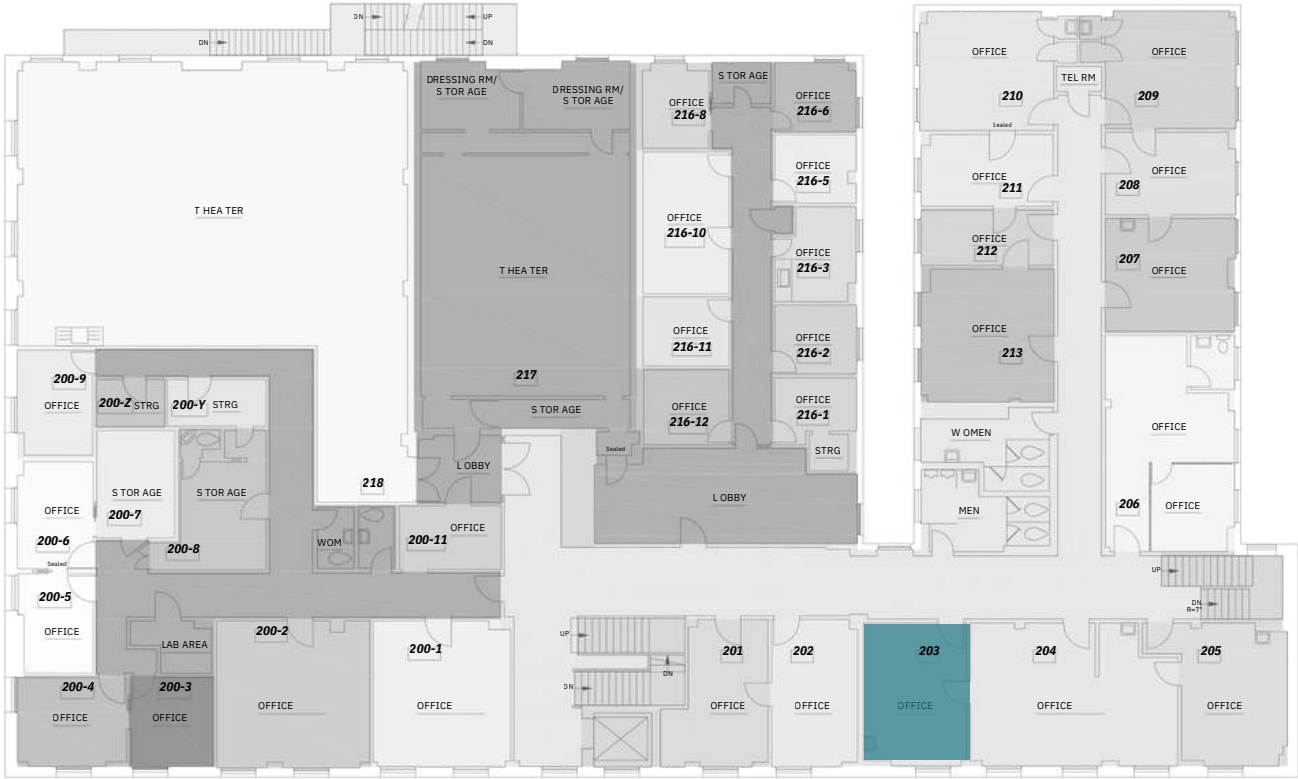 DN
UP
DN
DN
DRESSING RM/
S TOR AGE
DRESSING RM/
S TOR AGE
T HEA TER
T HEA TER
217
S TOR AGE
L OBBY
218
OFFICE
216-8
S TOR AGE
OFFICE
216-6
OFFICE
216-5
OFFICE
216-10
OFFICE
216-3
OFFICE
216-11
OFFICE
216-2
OFFICE
216-12
OFFICE
216-1
STRG
Sealed
L OBBY
OFFICE
210
Sealed
TEL RM
OFFICE
209
OFFICE
211
208
OFFICE
OFFICE
212
207
OFFICE
OFFICE
213
W OMEN
MEN
OFFICE
206
OFFICE
UP
DN
R=7"
200-9
OFFICE
200-Z
STRG
200-Y
STRG
S TOR AGE
200-7
S TOR AGE
200-8
OFFICE
200-6
Sealed
200-5
OFFICE
WOM
200-11
OFFICE
LAB AREA
200-4
OFFICE
200-3
OFFICE
200-2
OFFICE
200-1
OFFICE
UP
DN
DN
201
OFFICE
202
OFFICE
203
OFFICE
204
OFFICE
205
OFFICE